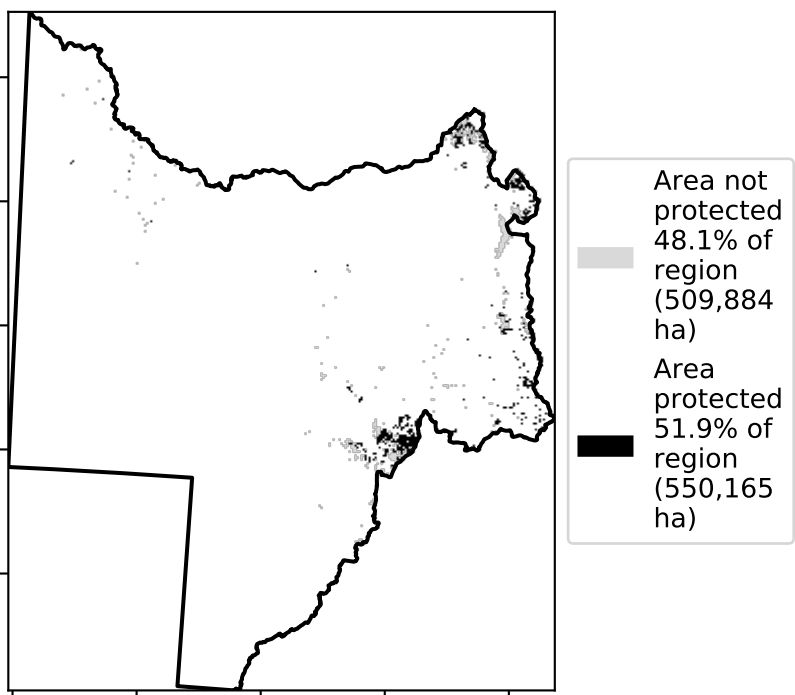 Area not
protected
48.1% of
region
(509,884
ha)
Area
protected
51.9% of
region
(550,165
ha)